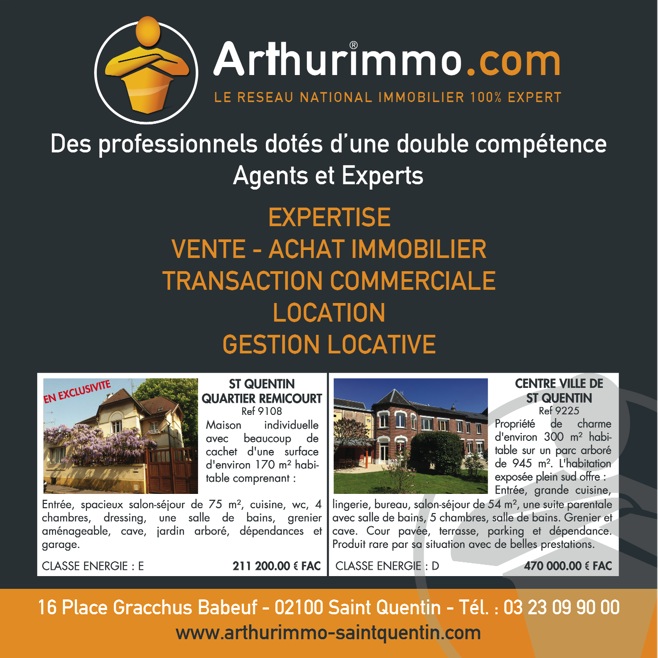 Arthurimmo.com
®
LE RESEAU NATIONAL IMMOBILIER 100% EXPERT
Des professionnels dotés d’une double compétence
Agents et Experts
EXPERTISE
VENTE - ACHAT IMMOBILIER
TRANSACTION COMMERCIALE
LOCATION
GESTION LOCATIVE
EN EXCLUSIVITE
ST QUENTIN
QUARTIER REMICOURT
Ref 9108
Maison individuelle
avec beaucoup de
cachet d'une surface
d'environ 170 m² habi-
table comprenant :
Entrée, spacieux salon-séjour de 75 m², cuisine, wc, 4
chambres, dressing, une salle de bains, grenier
aménageable, cave, jardin arboré, dépendances et
garage.
CLASSE ENERGIE : E 211 200.00 € FAC
CENTRE VILLE DE
ST QUENTIN
Ref 9225
Propriété de charme
d'environ 300 m² habi-
table sur un parc arboré
de 945 m². L'habitation
exposée plein sud offre :
Entrée, grande cuisine,
lingerie, bureau, salon-séjour de 54 m², une suite parentale
avec salle de bains, 5 chambres, salle de bains. Grenier et
cave. Cour pavée, terrasse, parking et dépendance.
Produit rare par sa situation avec de belles prestations.
CLASSE ENERGIE : D 470 000.00 € FAC
16 Place Gracchus Babeuf - 02100 Saint Quentin - Tél. : 03 23 09 90 00
www.arthurimmo-saintquentin.com